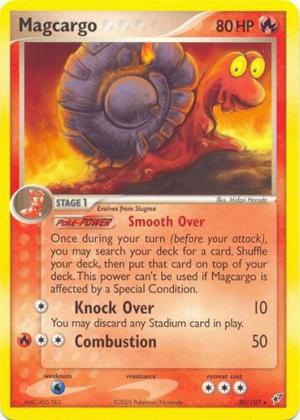 Magcargo 80 HP
Illus. Midori Harada
STAGE 1
Evolves from Slugma
Poké-POWER Smooth Over
Once during your turn (before your attack),
you may search your deck for a card. Shuffle
your deck, then put that card on top of your
deck. This power can't be used if Magcargo is
affected by a Special Condition.
Knock Over 10
You may discard any Stadium card in play.
Combustion 50
weakness resistance retreat cost
©2005 Pokémon/Nintendo 20/107